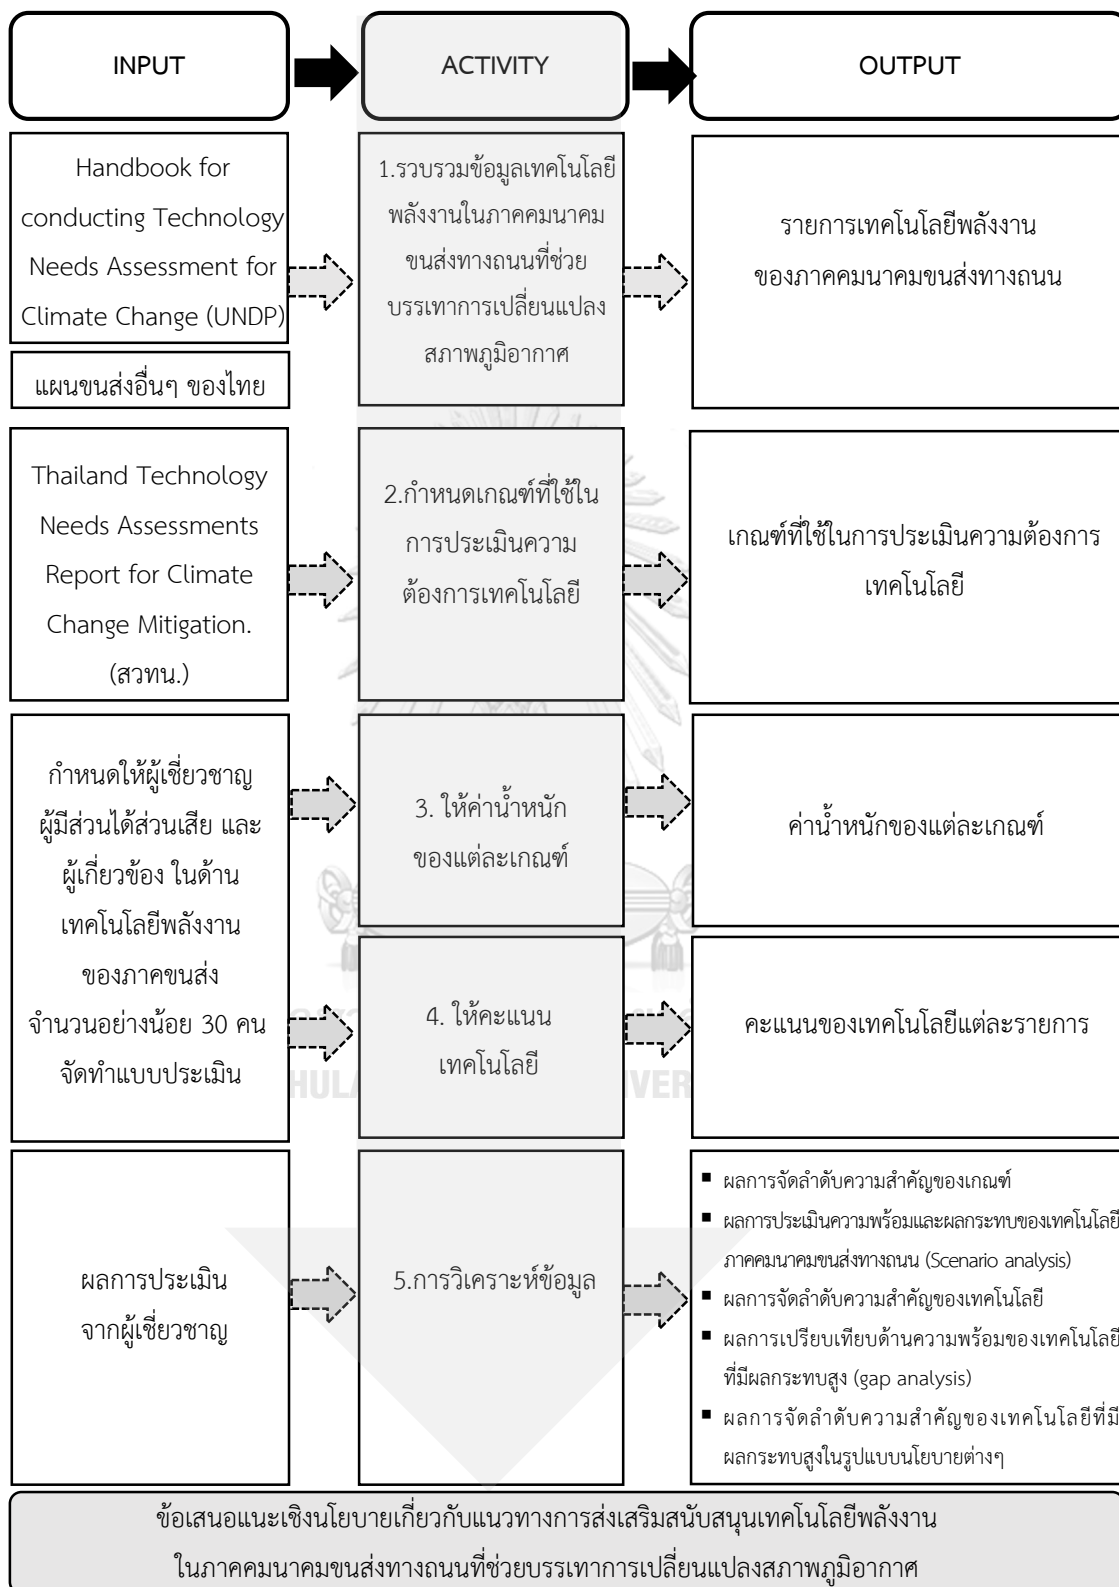 INPUT
ACTIVITY
OUTPUT
Handbook for
conducting Technology
Needs Assessment for
Climate Change (UNDP)
แผนขนส่งอื่นๆ ของไทย
1.รวบรวมข้อมูลเทคโนโลยี
พลังงานในภาคคมนาคม
ขนส่งทางถนนที่ช่วย
บรรเทาการเปลี่ยนแปลง
สภาพภูมิอากาศ
รายการเทคโนโลยีพลังงาน
ของภาคคมนาคมขนส่งทางถนน
Thailand Technology
Needs Assessments
Report for Climate
Change Mitigation.
(สวทน.)
2.กำหนดเกณฑ์ที่ใช้ใน
การประเมินความ
ต้องการเทคโนโลยี
เกณฑ์ที่ใช้ในการประเมินความต้องการ
เทคโนโลยี
กำหนดให้ผู้เชี่ยวชาญ
ผู้มีส่วนได้ส่วนเสีย และ
ผู้เกี่ยวข้อง ในด้าน
เทคโนโลยีพลังงาน
ของภาคขนส่ง
จำนวนอย่างน้อย 30 คน
จัดทำแบบประเมิน
3. ให้ค่าน้ำหนัก
ของแต่ละเกณฑ์
ค่าน้ำหนักของแต่ละเกณฑ์
4. ให้คะแนน
เทคโนโลยี
คะแนนของเทคโนโลยีแต่ละรายการ
ผลการประเมิน
จากผู้เชี่ยวชาญ
5.การวิเคราะห์ข้อมูล
▪ ผลการจัดลำดับความสำคัญของเกณฑ์
▪ ผลการประเมินความพร้อมและผลกระทบของเทคโนโลยี
ภาคคมนาคมขนส่งทางถนน (Scenario analysis)
▪ ผลการจัดลำดับความสำคัญของเทคโนโลยี
▪ ผลการเปรียบเทียบด้านความพร้อมของเทคโนโลยี
ที่มีผลกระทบสูง (gap analysis)
▪ ผลการจัดลำดับความสำคัญของเทคโนโลยีที่มี
ผลกระทบสูงในรูปแบบนโยบายต่างๆ
ข้อเสนอแนะเชิงนโยบายเกี่ยวกับแนวทางการส่งเสริมสนับสนุนเทคโนโลยีพลังงาน
ในภาคคมนาคมขนส่งทางถนนที่ช่วยบรรเทาการเปลี่ยนแปลงสภาพภูมิอากาศ